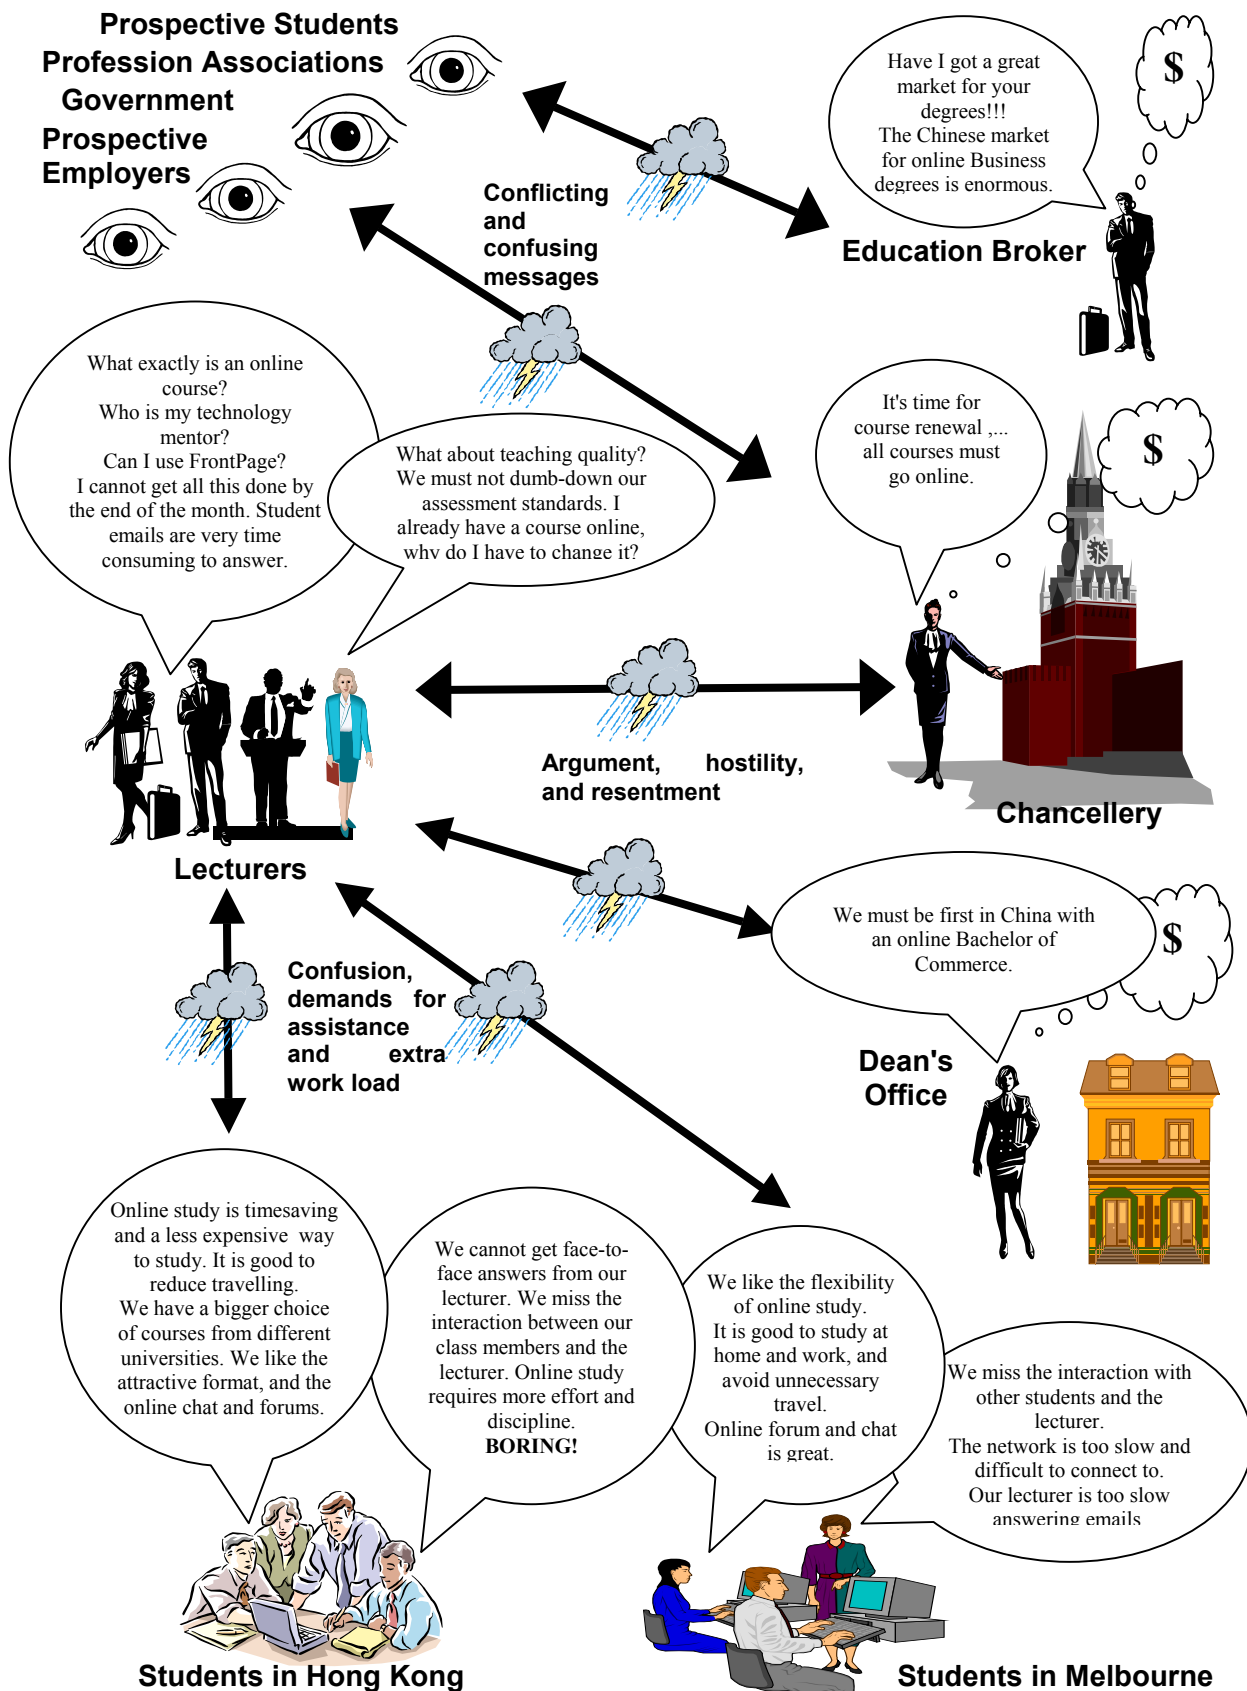 Prospective Students
Profession Associations
Government
Prospective
Employers
Have I got a great
market for your
degrees!!!
The Chinese market
for online Business
degrees is enormous.
$
Education Broker
Conflicting
and
confusing
messages
What exactly is an online
course?
Who is my technology
mentor?
Can I use FrontPage?
I cannot get all this done by
the end of the month. Student
emails are very time
consuming to answer.
What about teaching quality?
We must not dumb-down our
assessment standards. I
already have a course online,
why do I have to change it?
It's time for
course renewal ,...
all courses must
go online.
$
Argument, hostility,
and resentment
Chancellery
Lecturers
We must be first in China with
an online Bachelor of
Commerce.
$
Confusion,
demands for
assistance
and extra
work load
Dean's
Office
Online study is timesaving
and a less expensive way
to study. It is good to
reduce travelling.
We have a bigger choice
of courses from different
universities. We like the
attractive format, and the
online chat and forums.
We cannot get face-to-
face answers from our
lecturer. We miss the
interaction between our
class members and the
lecturer. Online study
requires more effort and
discipline.
BORING!
We like the flexibility
of online study.
It is good to study at
home and work, and
avoid unnecessary
travel.
Online forum and chat
is great.
We miss the interaction with
other students and the
lecturer.
The network is too slow and
difficult to connect to.
Our lecturer is too slow
answering emails
Students in Hong Kong
Students in Melbourne